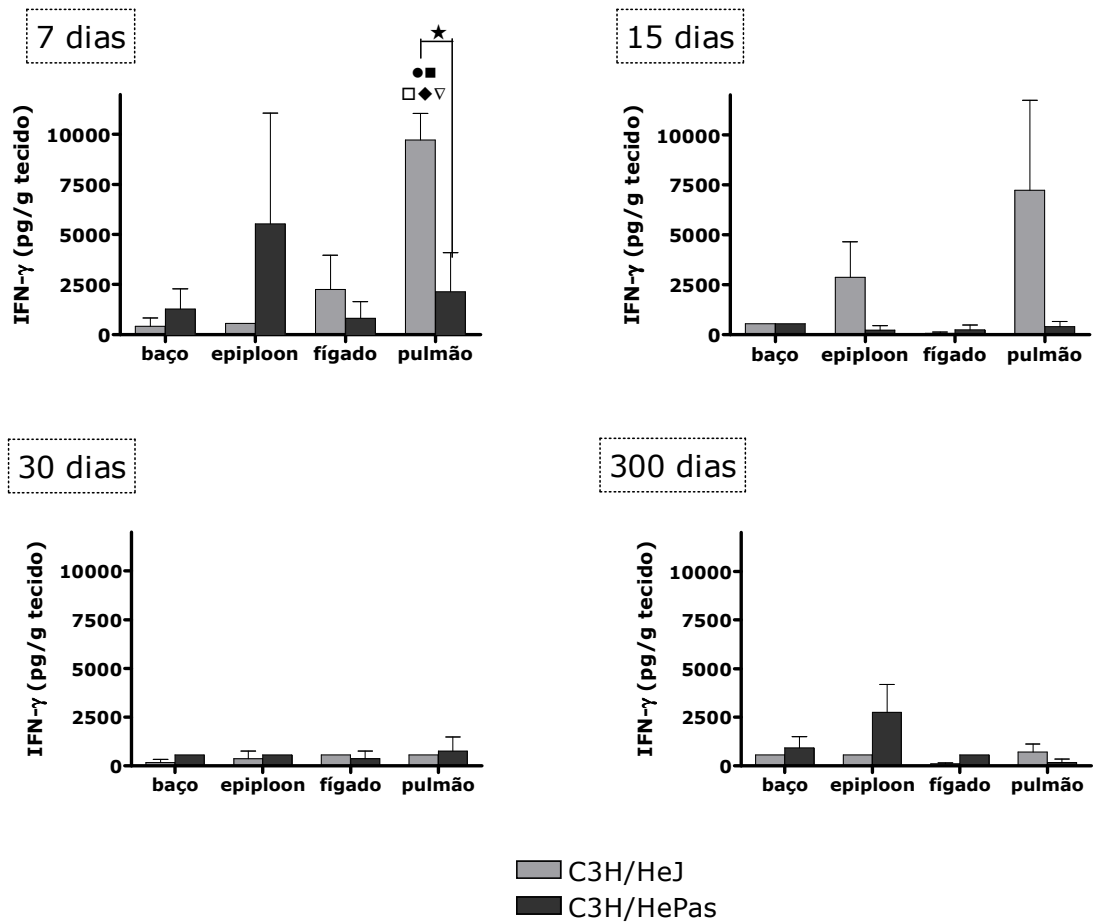 7 dias
★
●■
□◆▽
IFN-γ (pg/g tecido)
10000
7500
5000
2500
0
baço epiploon fígado pulmão
15 dias
IFN-γ (pg/g tecido)
10000
7500
5000
2500
0
baço epiploon fígado pulmão
30 dias
IFN-γ (pg/g tecido)
10000
7500
5000
2500
0
baço epiploon fígado pulmão
300 dias
IFN-γ (pg/g tecido)
10000
7500
5000
2500
0
baço epiploon fígado pulmão
C3H/HeJ
C3H/HePas